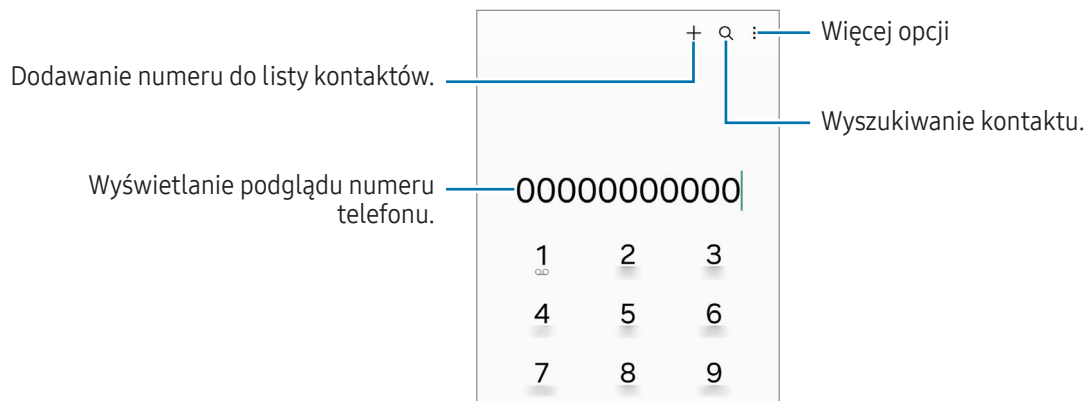 Więcej opcji
Dodawanie numeru do listy kontaktów.
Wyszukiwanie kontaktu.
Wyświetlanie podglądu numeru
telefonu.
00000000000
1 2 3
4 5 6
7 8 9